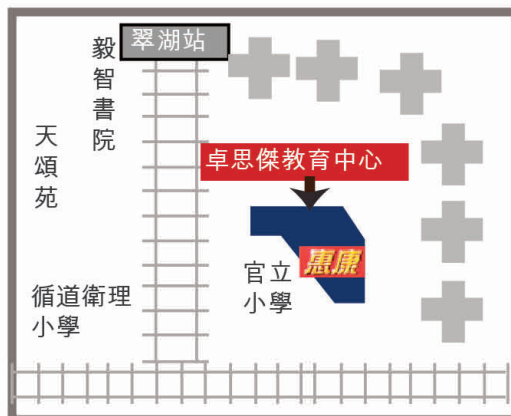 翠湖站
毅智書院
天頌苑
卓思傑教育中心
惠康
官立
小學
循道衛理
小學